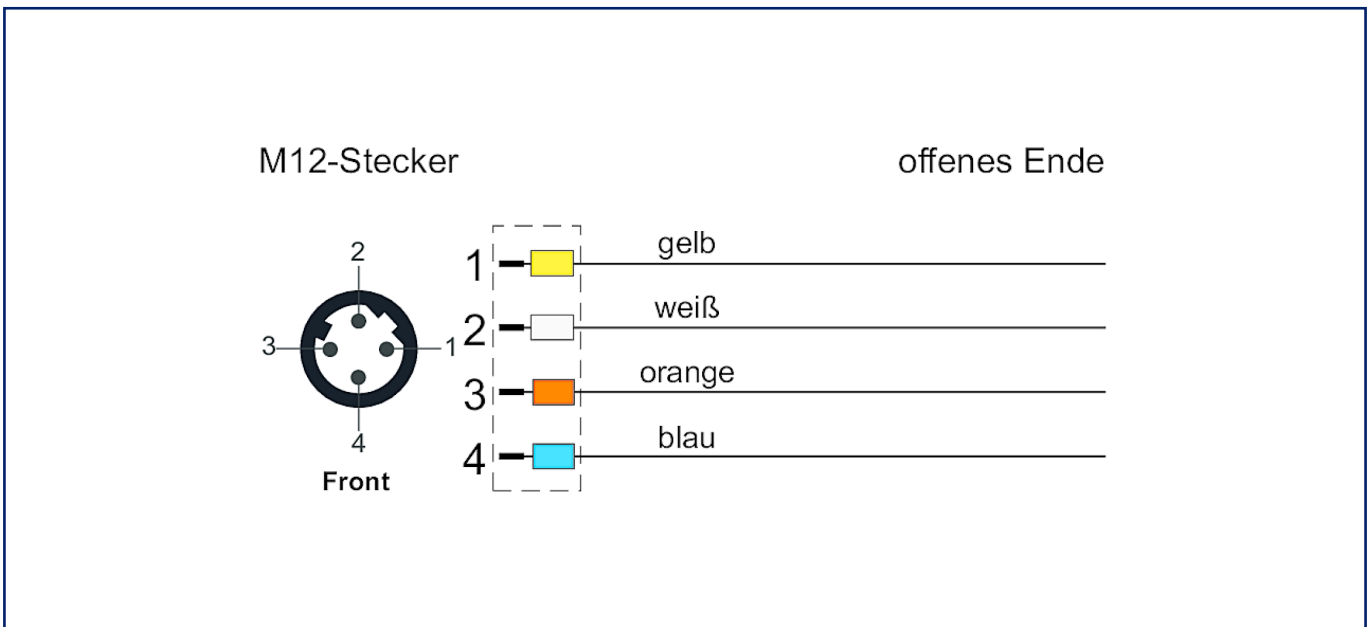 M12-Stecker offenes Ende
2
3 1
4
Front
1 gelb
2 weiß
3 orange
4 blau